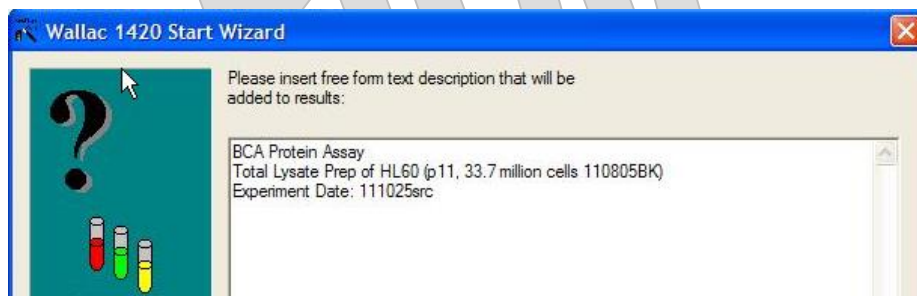 Wallac 1420 Start Wizard
Please insert free form text description that will be
added to results:
BCA Protein Assay
Total Lysate Prep of HL60 (p11, 33.7 million cells 110805BK)
Experiment Date: 111025src